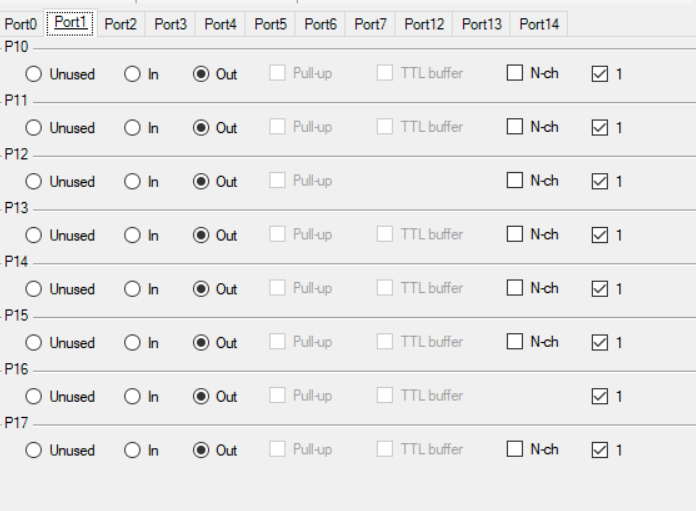 Port0 Port1 Port2 Port3 Port4 Port5 Port6 Port7 Port12 Port13 Port14
P10
Unused In Out Pull-up TTL buffer N-ch 1
P11
Unused In Out Pull-up TTL buffer N-ch 1
P12
Unused In Out Pull-up N-ch 1
P13
Unused In Out Pull-up TTL buffer N-ch 1
P14
Unused In Out Pull-up TTL buffer N-ch 1
P15
Unused In Out Pull-up TTL buffer N-ch 1
P16
Unused In Out Pull-up TTL buffer 1
P17
Unused In Out Pull-up TTL buffer N-ch 1